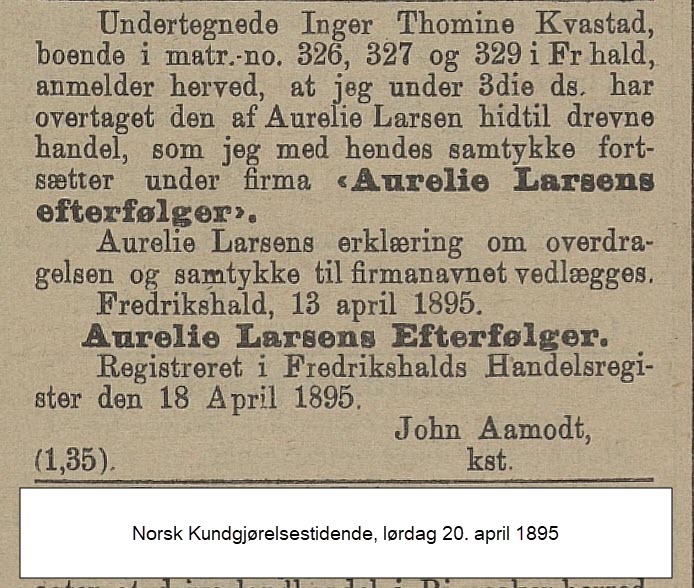 Undertegnede Inger Thomine Kvastad,
boende i matr.-no. 326, 327 og 329 i Fr hald,
anmelder herved, at jeg under 3die ds. har
overtaget den af Aurelie Larsen hidtil drevne
handel, som jeg med hendes samtykke fort-
sætter under firma «Aurelie Larsens
efterfølger».
Aurelie Larsens erklæring om overdra-
gelsen og samtykke til firmanavnet vedlægges.
Fredrikshald, 13 april 1895.
Aurelie Larsens Efterfølger.
Registreret i Fredrikshalds Handelsregi-
ster den 18 April 1895.
John Aamodt,
(1,35). kst.
Norsk Kundgjørelsestidende, lørdag 20. april 1895